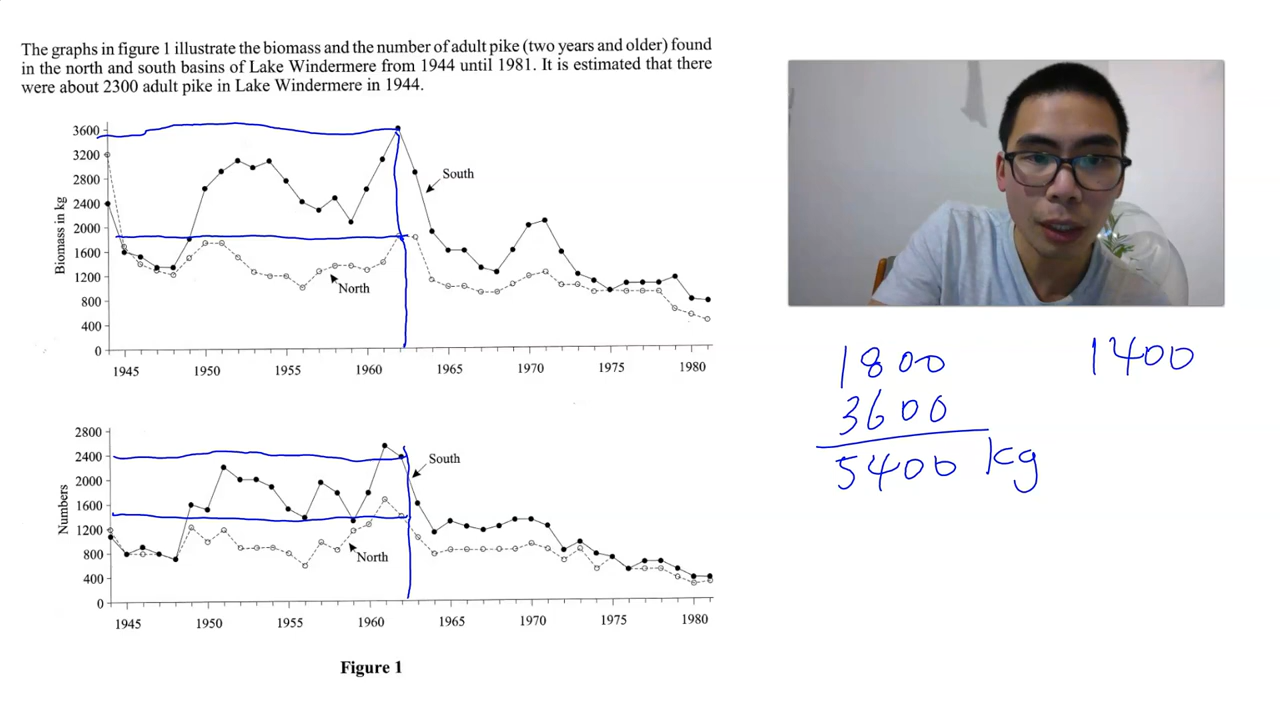 The graphs in figure 1 illustrate the biomass and the number of adult pike (two years and older) found
in the north and south basins of Lake Windermere from 1944 until 1981. It is estimated that there
were about 2300 adult pike in Lake Windermere in 1944.
Biomass in kg
3600
3200
2800
2400
2000
1600
1200
800
400
0
South
North
1945 1950 1955 1960 1965 1970 1975 1980
Numbers
2800
2400
2000
1600
1200
800
400
0
South
North
1945 1950 1955 1960 1965 1970 1975 1980
Figure 1
1800
3600
5400 kg
1400